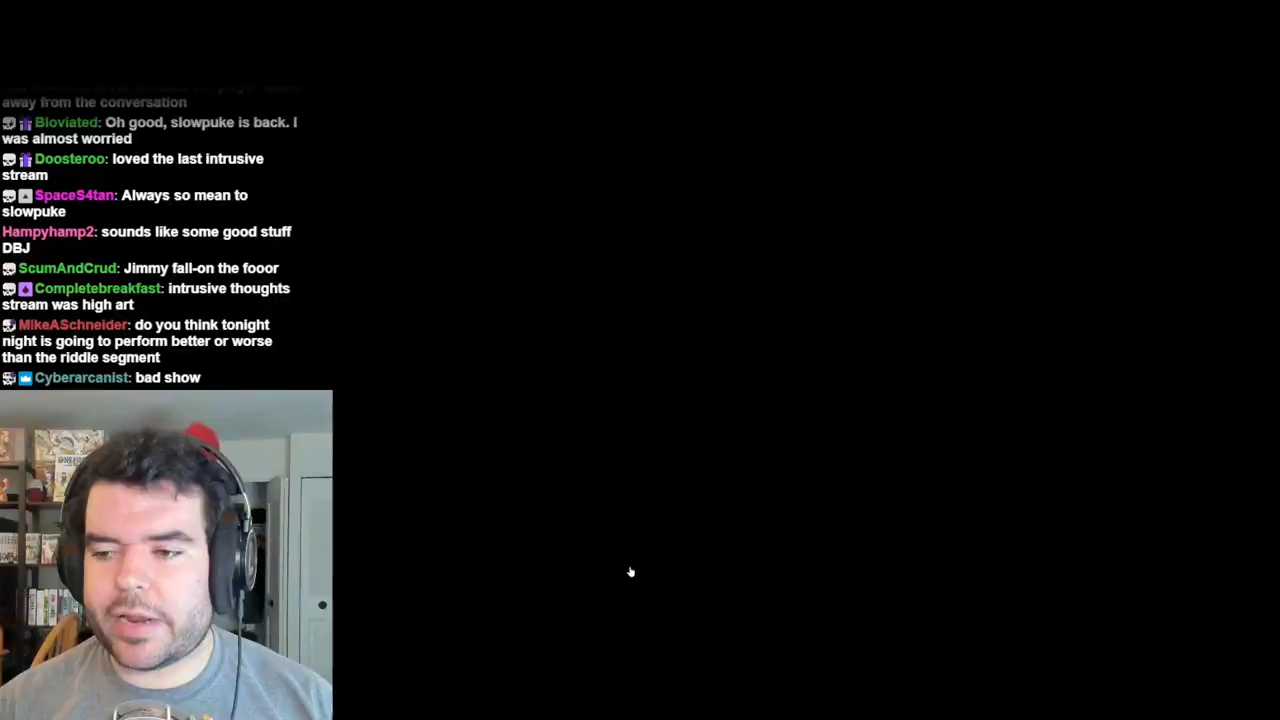 away from the conversation
Bloviated: Oh good, slowpuke is back. I
was almost worried
Doosteroo: loved the last intrusive
stream
SpaceS4tan: Always so mean to
slowpuke
Hampyhamp2: sounds like some good stuff
DBJ
ScumAndCrud: Jimmy fall-on the fooor
Completebreakfast: intrusive thoughts
stream was high art
MikeASchneider: do you think tonight
night is going to perform better or worse
than the riddle segment
Cyberarcanist: bad show